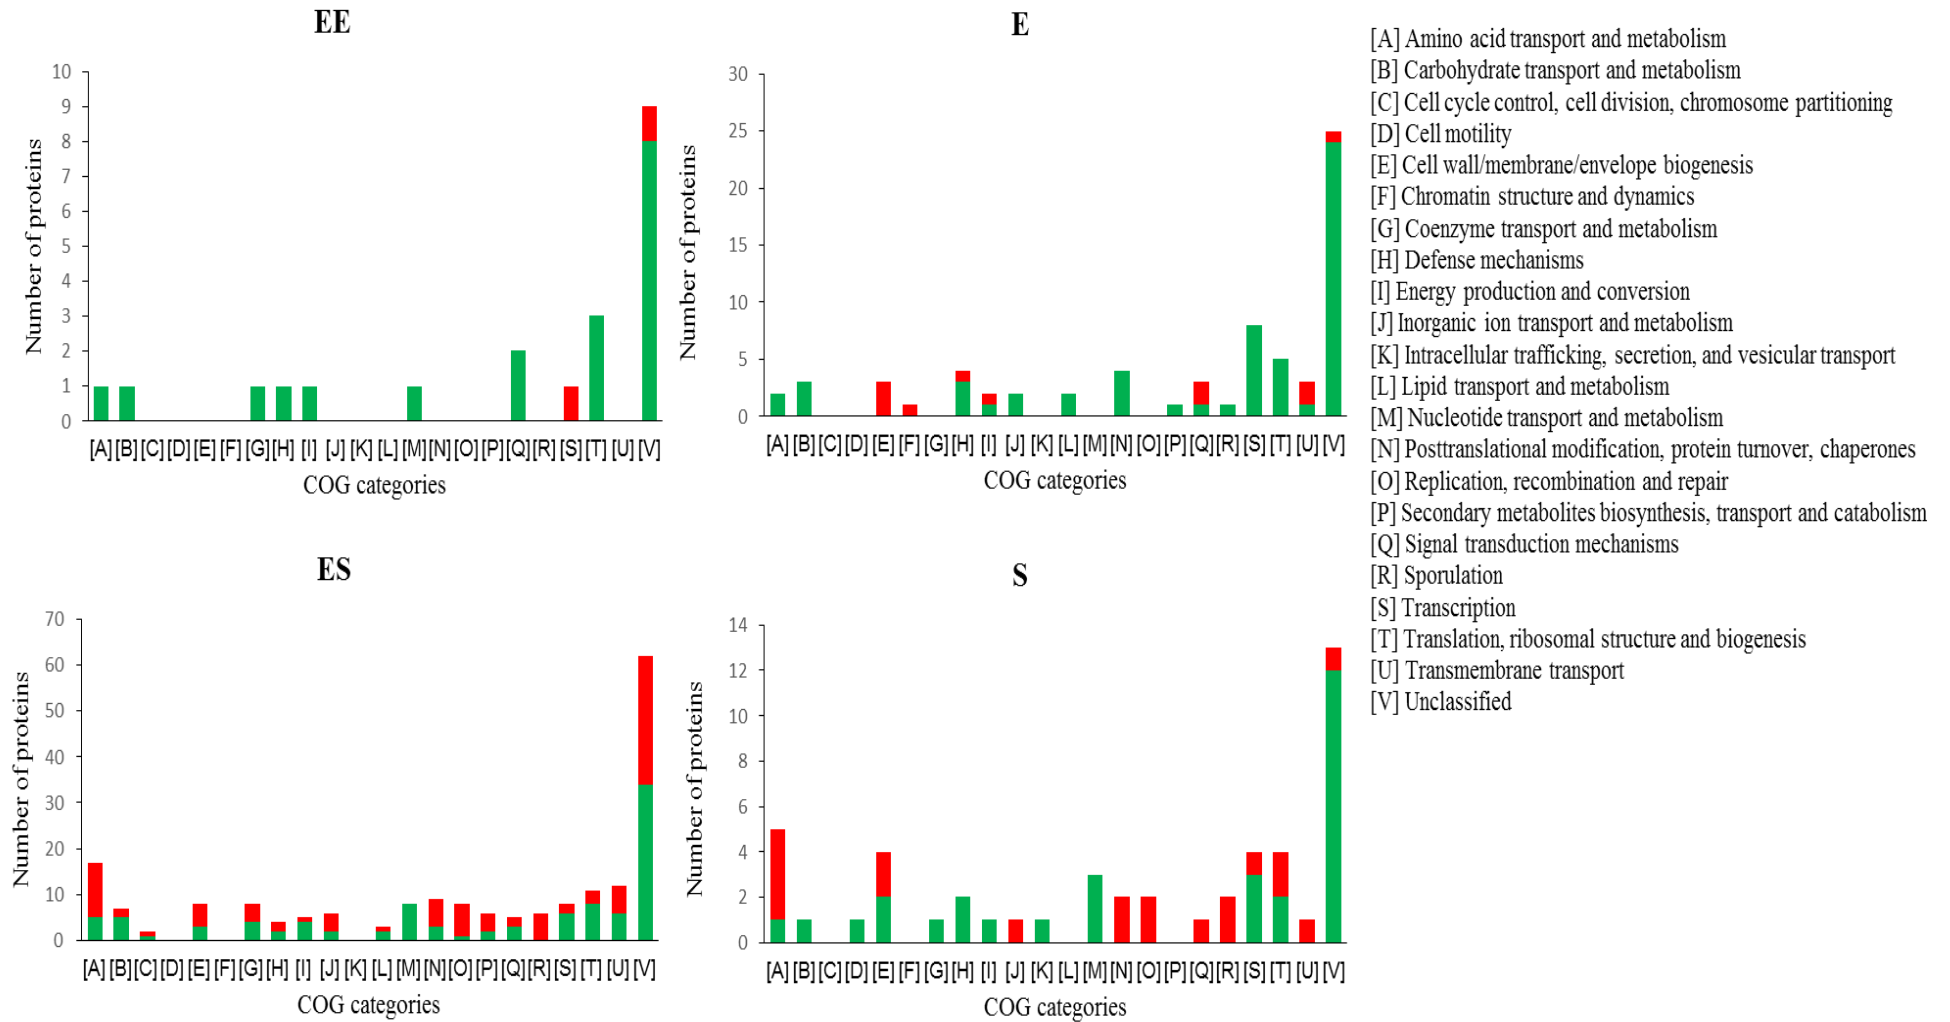 EE
10
9
8
7
6
5
4
3
2
1
0
Number of proteins
[A] [B] [C] [D] [E] [F] [G] [H] [I] [J] [K] [L] [M] [N] [O] [P] [Q] [R] [S] [T] [U] [V]
COG categories
E
30
25
20
15
10
5
0
Number of proteins
[A] [B] [C] [D] [E] [F] [G] [H] [I] [J] [K] [L] [M] [N] [O] [P] [Q] [R] [S] [T] [U] [V]
COG categories
ES
70
60
50
40
30
20
10
0
Number of proteins
[A] [B] [C] [D] [E] [F] [G] [H] [I] [J] [K] [L] [M] [N] [O] [P] [Q] [R] [S] [T] [U] [V]
COG categories
S
14
12
10
8
6
4
2
0
Number of proteins
[A] [B] [C] [D] [E] [F] [G] [H] [I] [J] [K] [L] [M] [N] [O] [P] [Q] [R] [S] [T] [U] [V]
COG categories
[A] Amino acid transport and metabolism
[B] Carbohydrate transport and metabolism
[C] Cell cycle control, cell division, chromosome partitioning
[D] Cell motility
[E] Cell wall/membrane/envelope biogenesis
[F] Chromatin structure and dynamics
[G] Coenzyme transport and metabolism
[H] Defense mechanisms
[I] Energy production and conversion
[J] Inorganic ion transport and metabolism
[K] Intracellular trafficking, secretion, and vesicular transport
[L] Lipid transport and metabolism
[M] Nucleotide transport and metabolism
[N] Posttranslational modification, protein turnover, chaperones
[O] Replication, recombination and repair
[P] Secondary metabolites biosynthesis, transport and catabolism
[Q] Signal transduction mechanisms
[R] Sporulation
[S] Transcription
[T] Translation, ribosomal structure and biogenesis
[U] Transmembrane transport
[V] Unclassified